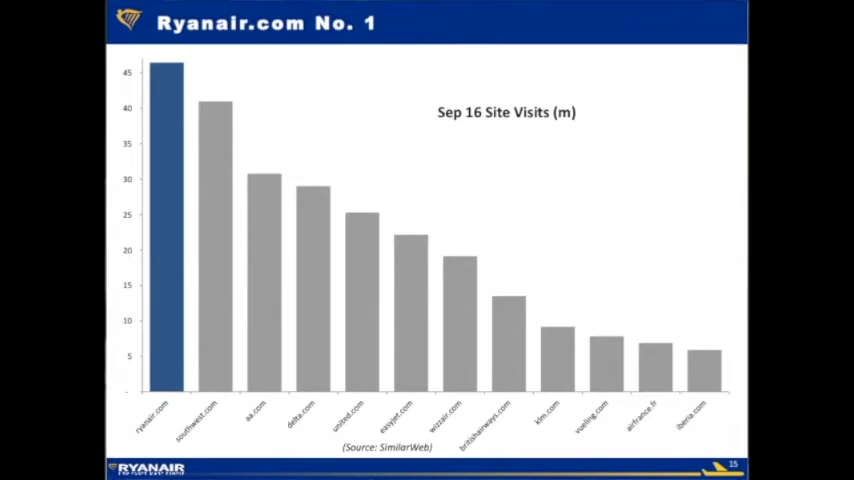 Ryanair.com No. 1
Sep 16 Site Visits (m)
45
40
35
30
25
20
15
10
5
-
ryanair.com
southwest.com
aa.com
delta.com
united.com
easyjet.com
wizzair.com
britishairways.com
klm.com
vueling.com
airfrance.fr
iberia.com
(Source: SimilarWeb)
RYANAIR
15